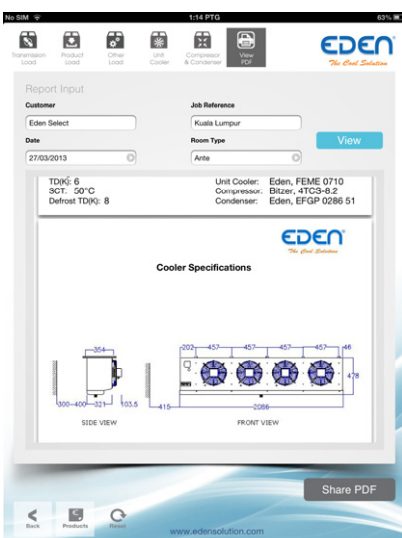 No SIM 1:14 PTG 63%
Transmission Load
Product Load
Other Load
Unit Cooler
Compressor & Condenser
View PDF
EDEN
The Cool Solution
Report Input
Customer
Job Reference
Eden Select
Kuala Lumpur
Date
Room Type
View
27/03/2013
Ante
TD(K): 6
Unit Cooler: Eden, FEME 0710
SCT: 50°C
Compressor: Bitzer, 4TCS-8.2
Defrost TD(K): 8
Condenser: Eden, EFGP 0286 51
EDEN
The Cool Solution
Cooler Specifications
354
202 457 457 457 457 46
478
300-400 321 103.5
415 2086
SIDE VIEW
FRONT VIEW
Share PDF
Back
Products
Reset
www.edensolution.com